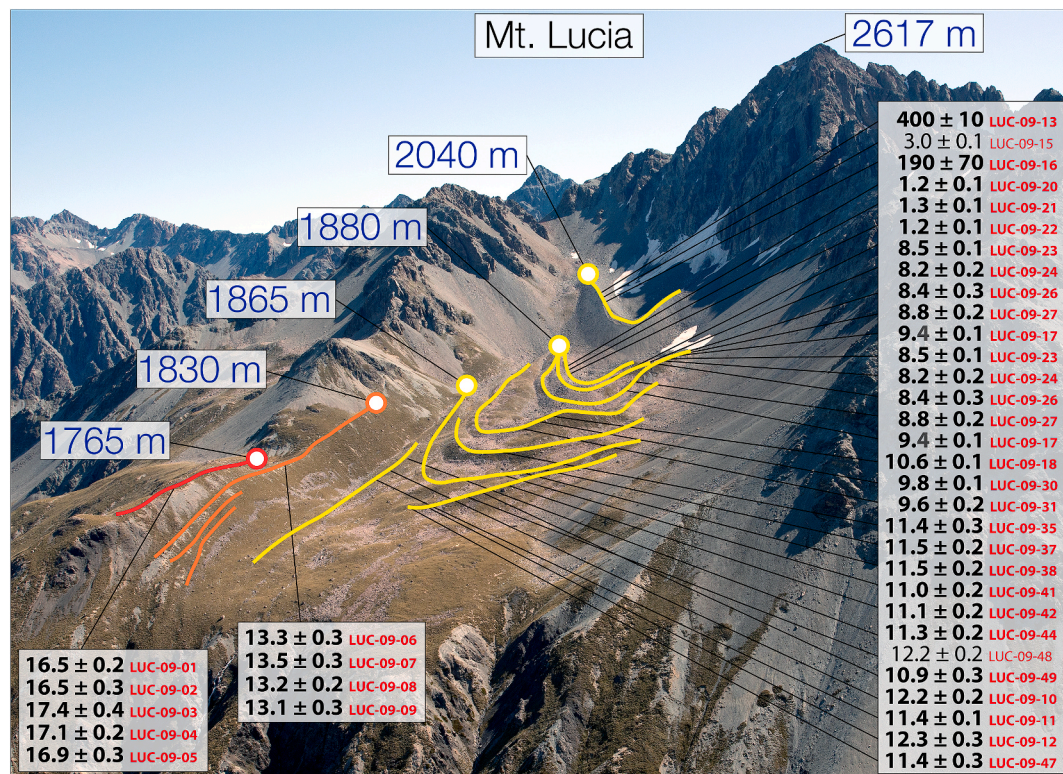 Mt. Lucia
2617 m
2040 m
1880 m
1865 m
1830 m
1765 m
400 ± 10 LUC-09-13
3.0 ± 0.1 LUC-09-15
190 ± 70 LUC-09-16
1.2 ± 0.1 LUC-09-20
1.3 ± 0.1 LUC-09-21
1.2 ± 0.1 LUC-09-22
8.5 ± 0.1 LUC-09-23
8.2 ± 0.2 LUC-09-24
8.4 ± 0.3 LUC-09-26
8.8 ± 0.2 LUC-09-27
9.4 ± 0.1 LUC-09-17
8.5 ± 0.1 LUC-09-23
8.2 ± 0.2 LUC-09-24
8.4 ± 0.3 LUC-09-26
8.8 ± 0.2 LUC-09-27
9.4 ± 0.1 LUC-09-17
10.6 ± 0.1 LUC-09-18
9.8 ± 0.1 LUC-09-30
9.6 ± 0.2 LUC-09-31
11.4 ± 0.3 LUC-09-35
11.5 ± 0.2 LUC-09-37
11.5 ± 0.2 LUC-09-38
11.0 ± 0.2 LUC-09-41
11.1 ± 0.2 LUC-09-42
11.3 ± 0.2 LUC-09-44
12.2 ± 0.2 LUC-09-48
10.9 ± 0.3 LUC-09-49
12.2 ± 0.2 LUC-09-10
11.4 ± 0.1 LUC-09-11
12.3 ± 0.3 LUC-09-12
11.4 ± 0.3 LUC-09-47
13.3 ± 0.3 LUC-09-06
13.5 ± 0.3 LUC-09-07
13.2 ± 0.2 LUC-09-08
13.1 ± 0.3 LUC-09-09
16.5 ± 0.2 LUC-09-01
16.5 ± 0.3 LUC-09-02
17.4 ± 0.4 LUC-09-03
17.1 ± 0.2 LUC-09-04
16.9 ± 0.3 LUC-09-05